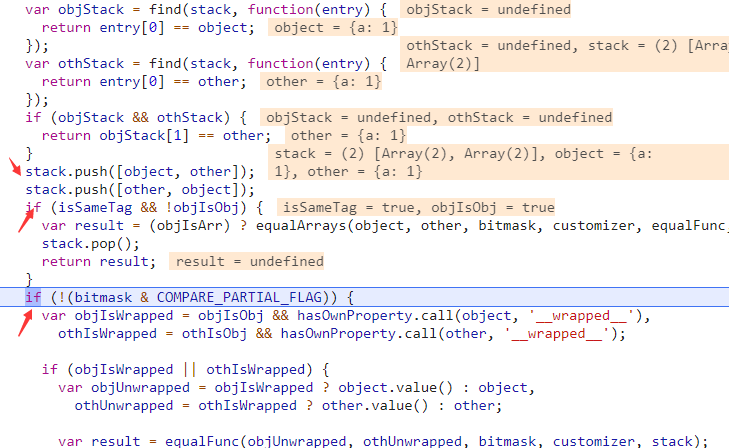 var objStack = find(stack, function(entry) { objStack = undefined
return entry[0] == object; object = {a: 1}
}); othStack = undefined, stack = (2) [Array
var othStack = find(stack, function(entry) { Array(2)]
return entry[0] == other; other = {a: 1}
});
if (objStack && othStack) { objStack = undefined, othStack = undefined
return objStack[1] == other; other = {a: 1}
} stack = (2) [Array(2), Array(2)], object = {a:
stack.push([object, other]); 1}, other = {a: 1}
stack.push([other, object]);
if (isSameTag && !objIsObj) { isSameTag = true, objIsObj = true
var result = (objIsArr) ? equalArrays(object, other, bitmask, customizer, equalFunc,
stack.pop();
return result; result = undefined
}
if (!(bitmask & COMPARE_PARTIAL_FLAG)) {
var objIsWrapped = objIsObj && hasOwnProperty.call(object, '__wrapped__'),
othIsWrapped = othIsObj && hasOwnProperty.call(other, '__wrapped__');
if (objIsWrapped || othIsWrapped) {
var objUnwrapped = objIsWrapped ? object.value() : object,
othUnwrapped = othIsWrapped ? other.value() : other;
var result = equalFunc(objUnwrapped, othUnwrapped, bitmask, customizer, stack);